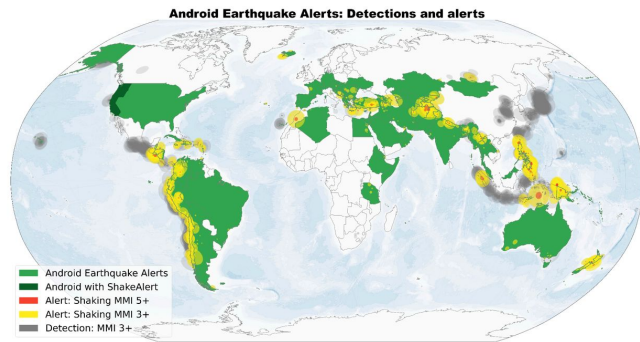 Android Earthquake Alerts: Detections and alerts
Android Earthquake Alerts
Android with ShakeAlert
Alert: Shaking MMI 5+
Alert: Shaking MMI 3+
Detection: MMI 3+